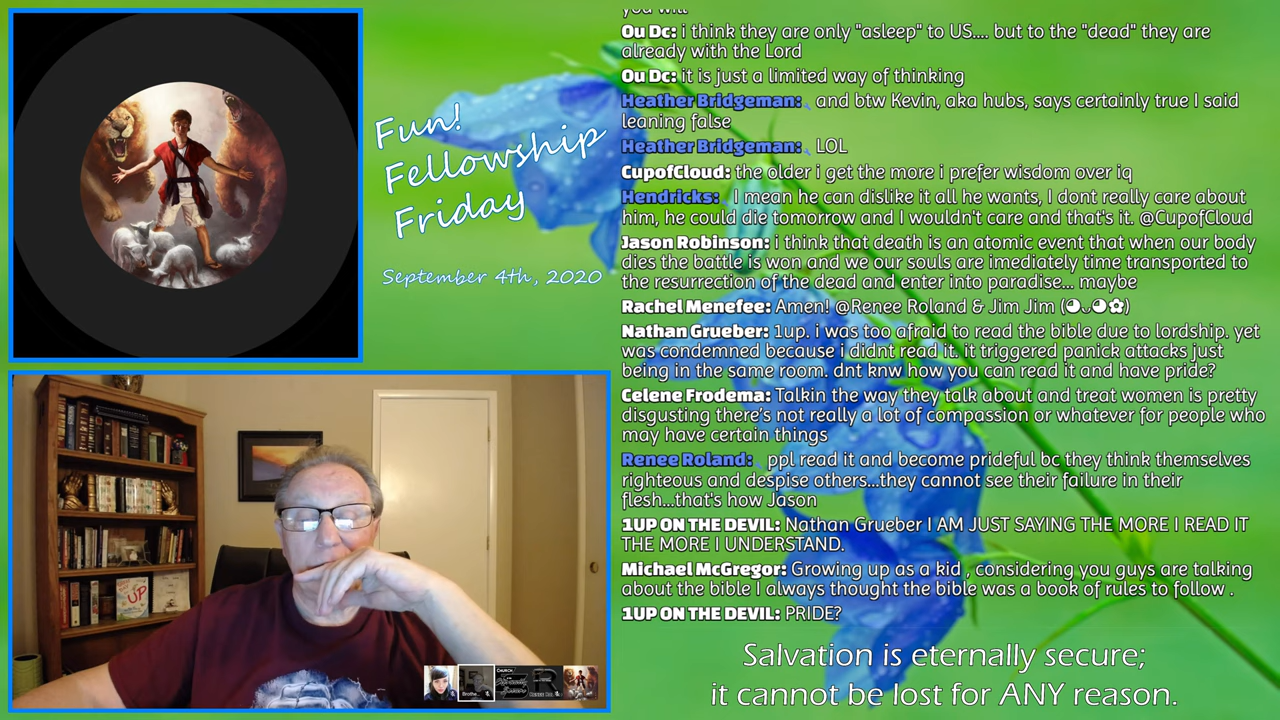 Fun!
Fellowship
Friday
September 4th, 2020
you will
Ou Dc: i think they are only "asleep" to US.... but to the "dead" they are
already with the Lord
Ou Dc: it is just a limited way of thinking
Heather Bridgeman: and btw Kevin, aka hubs, says certainly true I said
leaning false
Heather Bridgeman: LOL
CupofCloud: the older i get the more i prefer wisdom over iq
Hendricks: I mean he can dislike it all he wants, I dont really care about
him, he could die tomorrow and I wouldn't care and that's it. @CupofCloud
Jason Robinson: i think that death is an atomic event that when our body
dies the battle is won and we our souls are imediately time transported to
the resurrection of the dead and enter into paradise... maybe
Rachel Menefee: Amen! @Renee Roland & Jim Jim (◕ᴗ◕✿)
Nathan Grueber: 1up. i was too afraid to read the bible due to lordship. yet
was condemned because i didnt read it. it triggered panick attacks just
being in the same room. dnt knw how you can read it and have pride?
Celene Frodema: Talkin the way they talk about and treat women is pretty
disgusting there's not really a lot of compassion or whatever for people who
may have certain things
Renee Roland: ppl read it and become prideful bc they think themselves
righteous and despise others...they cannot see their failure in their
flesh...that's how Jason
1UP ON THE DEVIL: Nathan Grueber I AM JUST SAYING THE MORE I READ IT
THE MORE I UNDERSTAND.
Michael McGregor: Growing up as a kid , considering you guys are talking
about the bible I always thought the bible was a book of rules to follow .
1UP ON THE DEVIL: PRIDE?
Salvation is eternally secure;
it cannot be lost for ANY reason.
UP
Brothe...
CHURCH